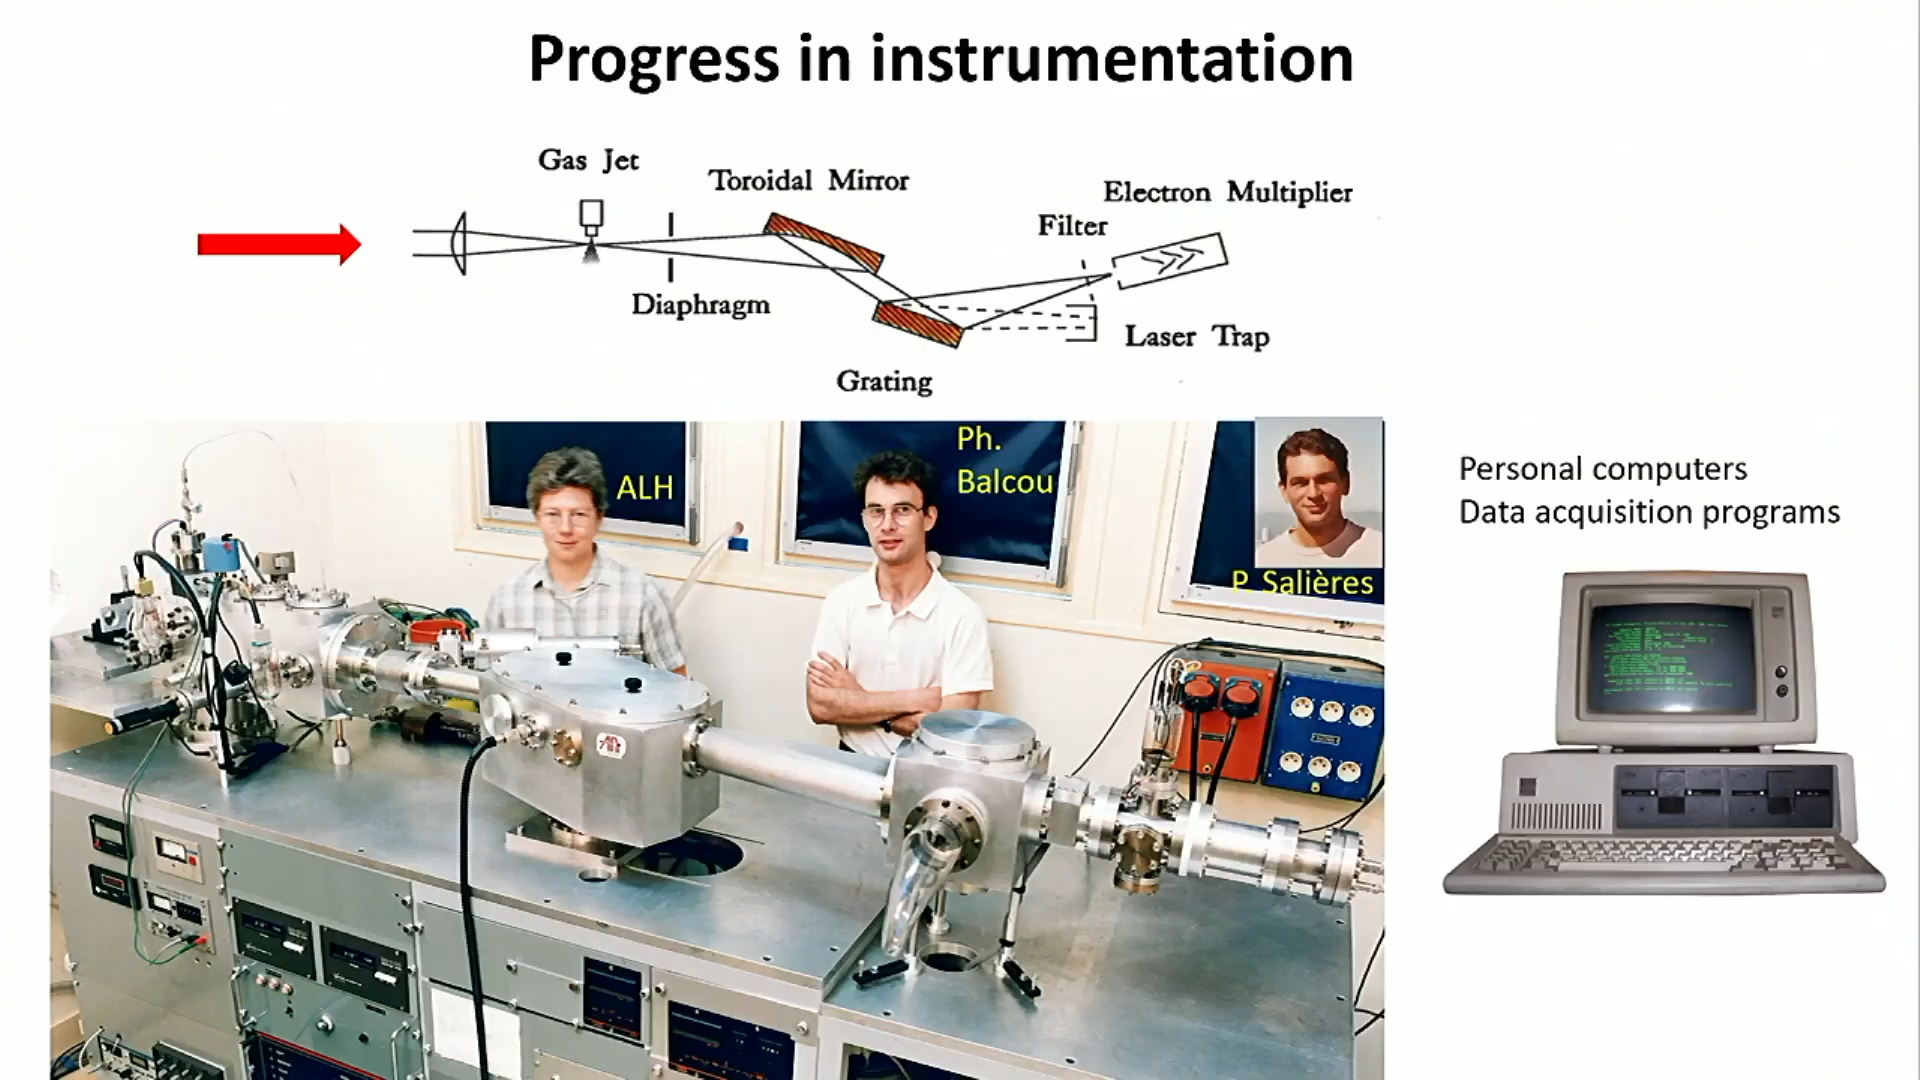 Progress in instrumentation
Gas Jet
Toroidal Mirror
Electron Multiplier
Filter
Diaphragm
Laser Trap
Grating
ALH
Ph.
Balcou
P. Salières
Personal computers
Data acquisition programs